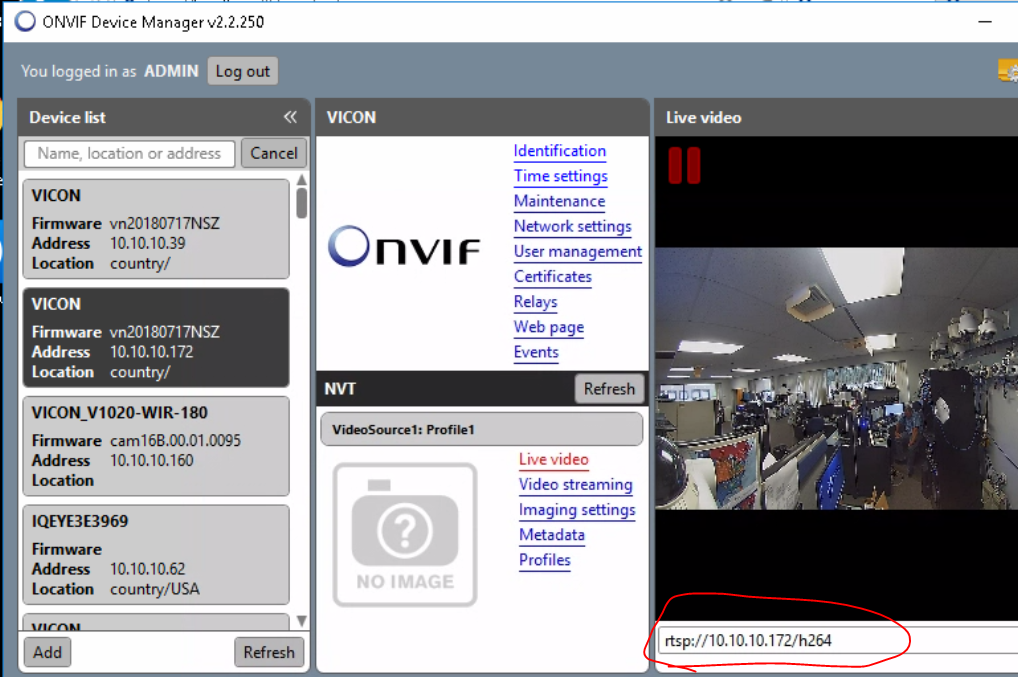 ONVIF Device Manager v2.2.250
You logged in as ADMIN Log out
Device list
Name, location or address Cancel
VICON
Firmware vn20180717NSZ
Address 10.10.10.39
Location country/
VICON
Firmware vn20180717NSZ
Address 10.10.10.172
Location country/
VICON_V1020-WIR-180
Firmware cam16B.00.01.0095
Address 10.10.10.160
Location
IQEYE3E3969
Firmware
Address 10.10.10.62
Location country/USA
VICON
Add Refresh
VICON
ONVIF
Identification
Time settings
Maintenance
Network settings
User management
Certificates
Relays
Web page
Events
NVT Refresh
VideoSource1: Profile1
NO IMAGE
Live video
Video streaming
Imaging settings
Metadata
Profiles
Live video
rtsp://10.10.10.172/h264